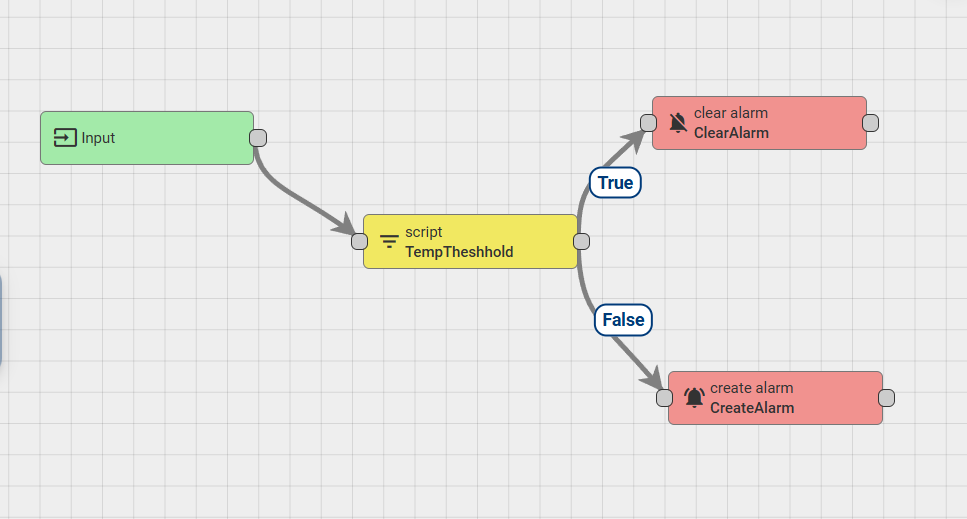 Input
script
TempTheshhold
True
clear alarm
ClearAlarm
False
create alarm
CreateAlarm